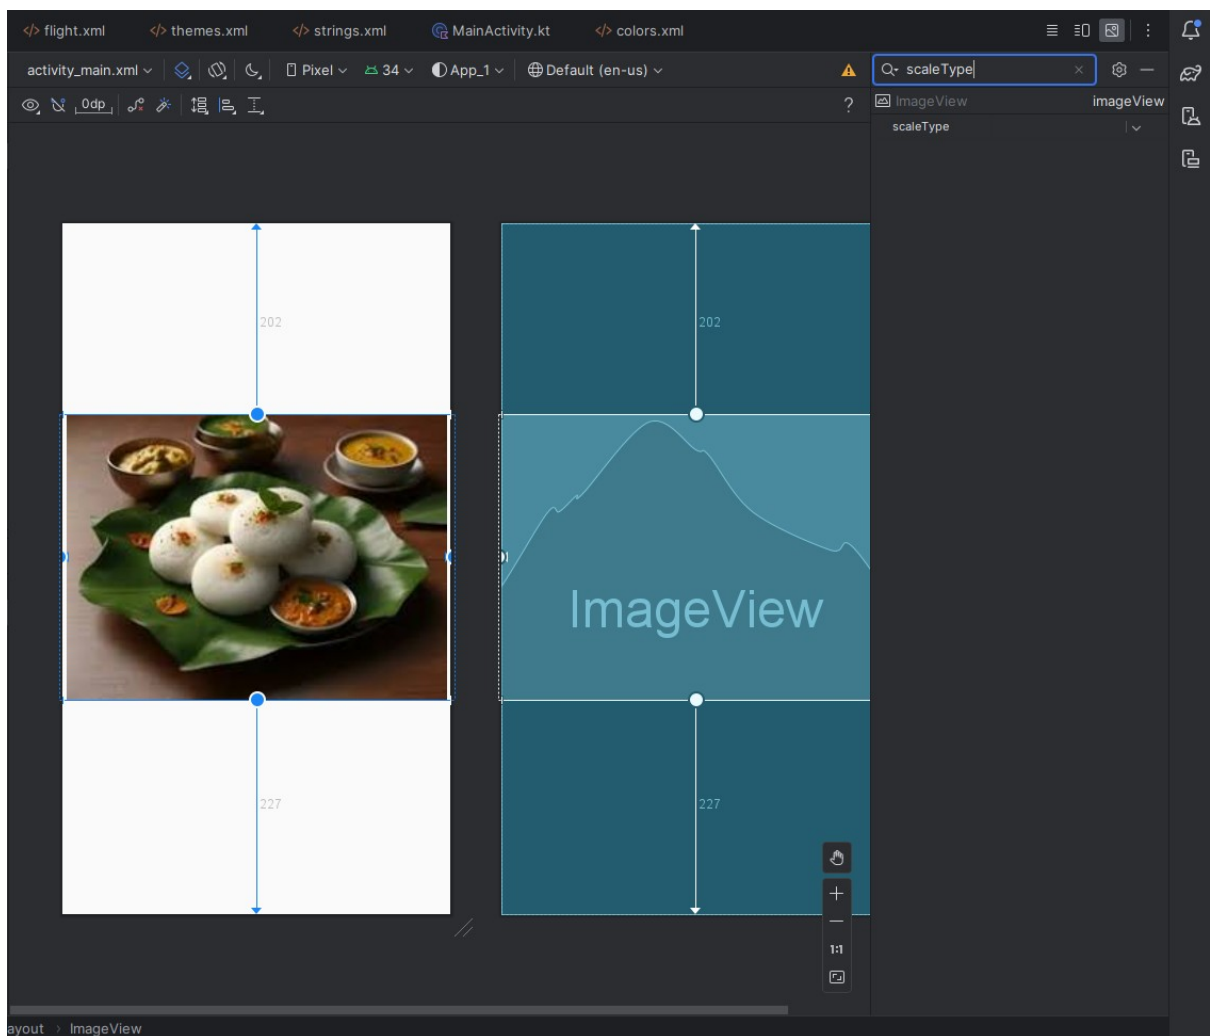 </> flight.xml </> themes.xml </> strings.xml MainActivity.kt </> colors.xml
activity_main.xml Pixel 34 App_1 Default (en-us) scaleType
0dp ? ImageView imageView
scaleType
202 202
ImageView
227 227
1:1
ayout > ImageView